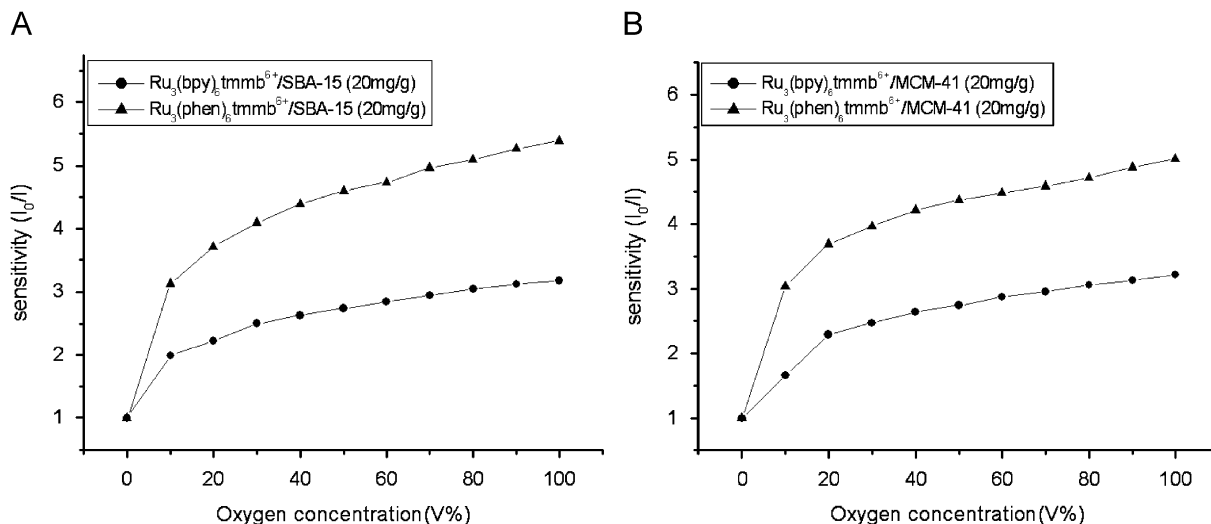 A
Ru₃(bpy)₆tmmb⁶⁺/SBA-15 (20mg/g)
Ru₃(phen)₆tmmb⁶⁺/SBA-15 (20mg/g)
sensitivity (I₀/I)
6
5
4
3
2
1
0 20 40 60 80 100
Oxygen concentration(V%)
B
Ru₃(bpy)₆tmmb⁶⁺/MCM-41 (20mg/g)
Ru₃(phen)₆tmmb⁶⁺/MCM-41 (20mg/g)
sensitivity (I₀/I)
6
5
4
3
2
1
0 20 40 60 80 100
Oxygen concentration(V%)